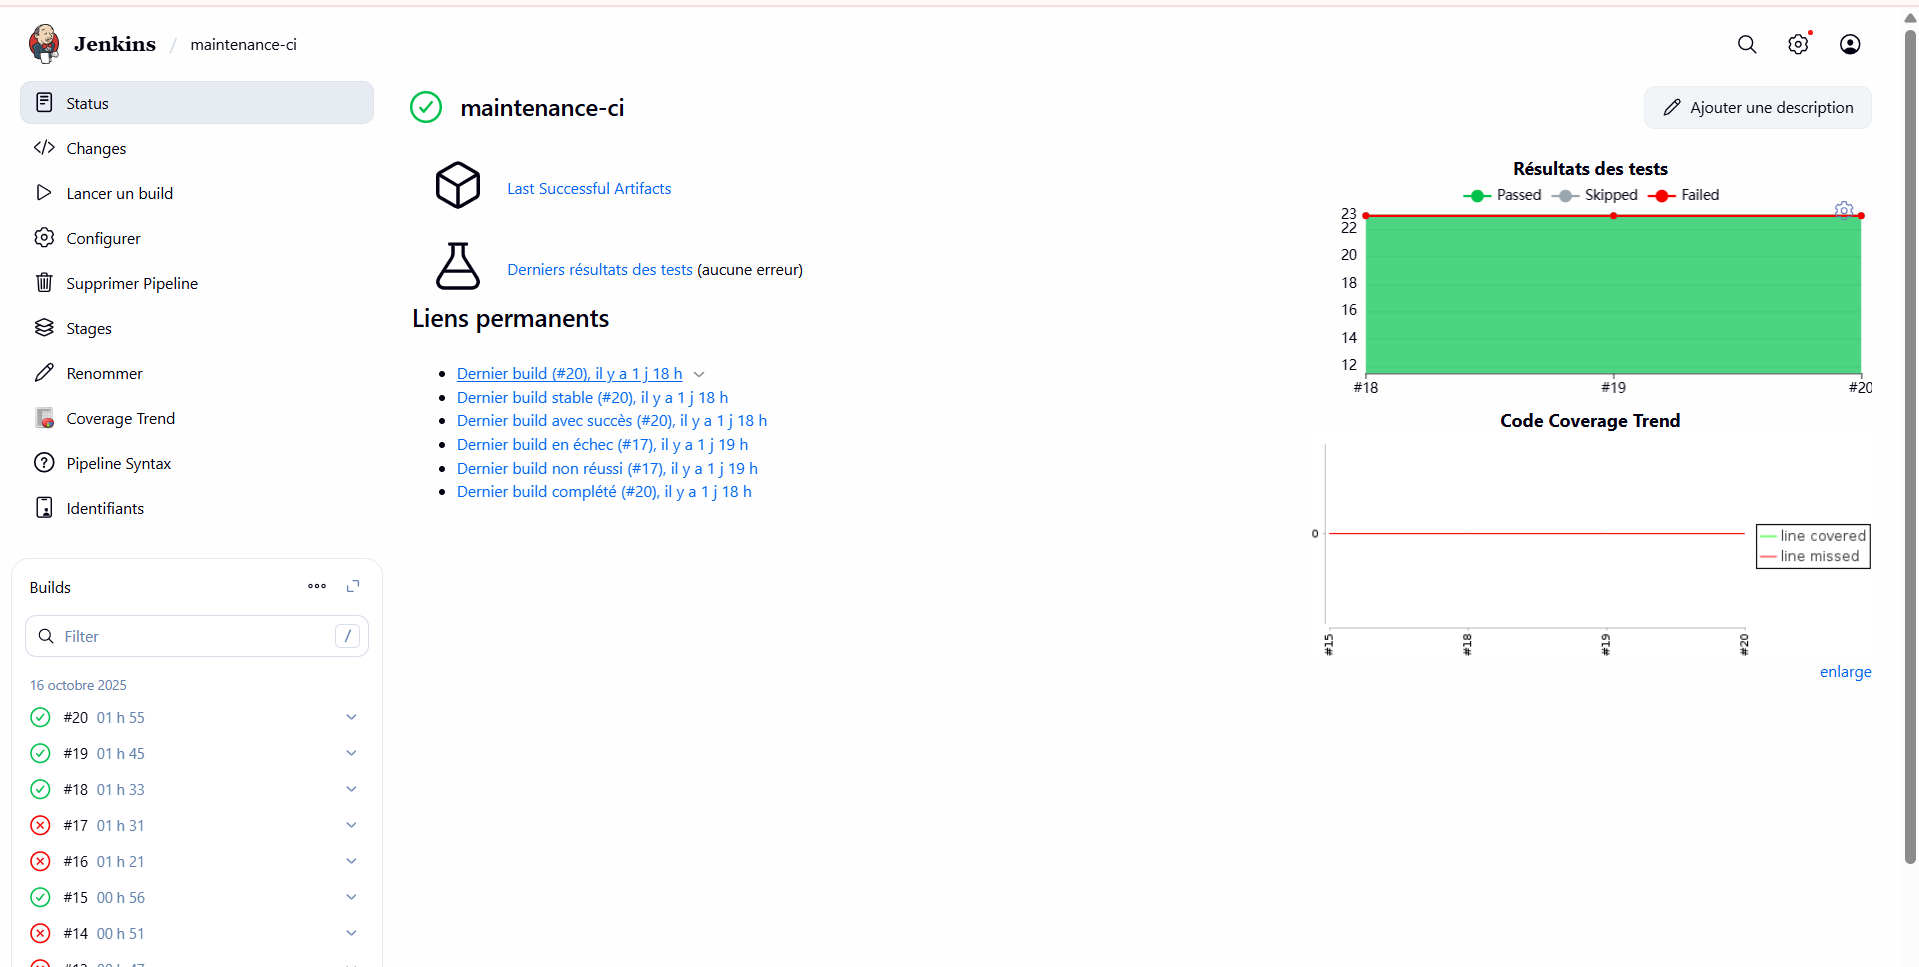 Jenkins / maintenance-ci
Status
Changes
Lancer un build
Configurer
Supprimer Pipeline
Stages
Renommer
Coverage Trend
Pipeline Syntax
Identifiants
Builds
Filter /
16 octobre 2025
#20 01 h 55
#19 01 h 45
#18 01 h 33
#17 01 h 31
#16 01 h 21
#15 00 h 56
#14 00 h 51
maintenance-ci
Ajouter une description
Last Successful Artifacts
Derniers résultats des tests (aucune erreur)
Liens permanents
Dernier build (#20), il y a 1 j 18 h
Dernier build stable (#20), il y a 1 j 18 h
Dernier build avec succès (#20), il y a 1 j 18 h
Dernier build en échec (#17), il y a 1 j 19 h
Dernier build non réussi (#17), il y a 1 j 19 h
Dernier build complété (#20), il y a 1 j 18 h
Résultats des tests
Passed Skipped Failed
23
22
20
18
16
14
12
#18 #19 #20
Code Coverage Trend
0
line covered
line missed
#15 #18 #19 #20
enlarge